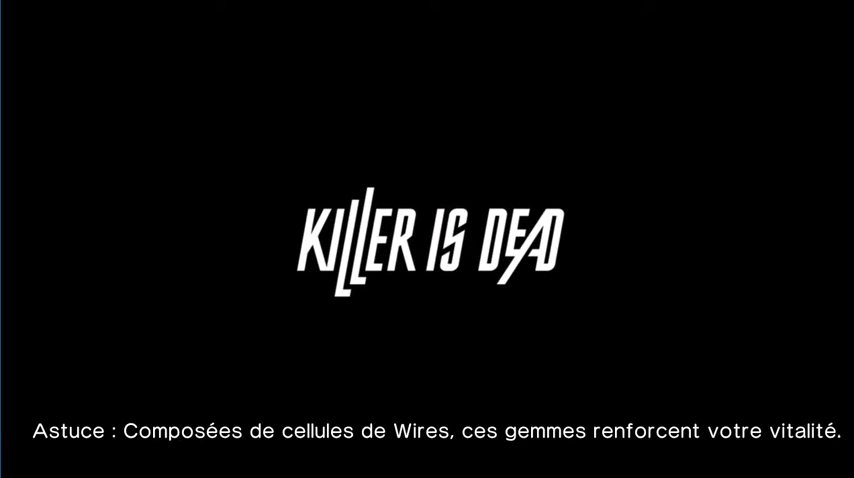 KILLER IS DEAD
Astuce : Composées de cellules de Wires, ces gemmes renforcent votre vitalité.